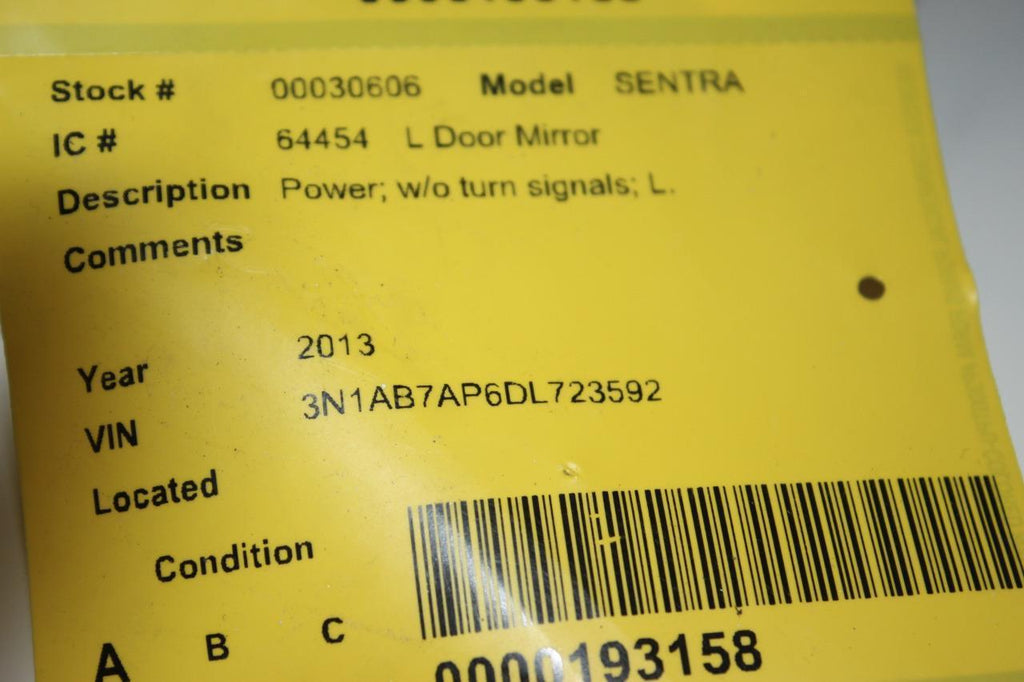 Stock # 00030606 Model SENTRA
IC # 64454 L Door Mirror
Description Power; w/o turn signals; L.
Comments
Year 2013
VIN 3N1AB7AP6DL723592
Located
Condition
A B C
0000193158